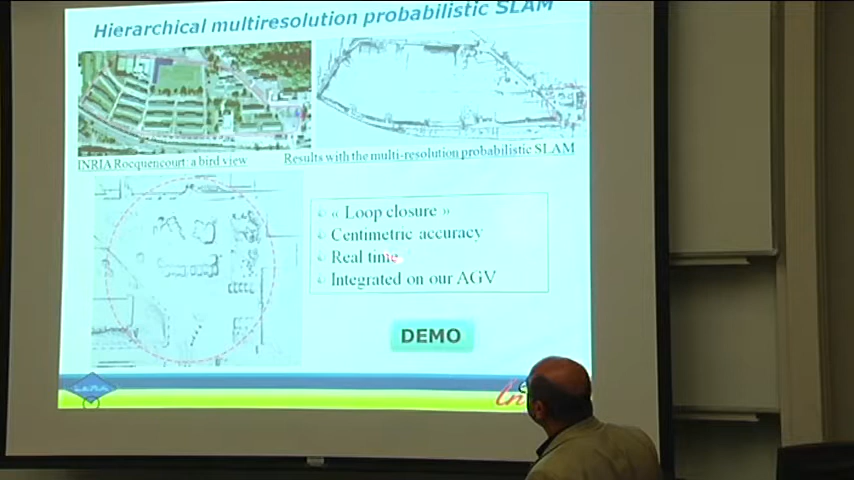 Hierarchical multiresolution probabilistic SLAM
INRIA Rocquencourt: a bird view
Results with the multi-resolution probabilistic SLAM
« Loop closure »
Centimetric accuracy
Real time
Integrated on our AGV
DEMO